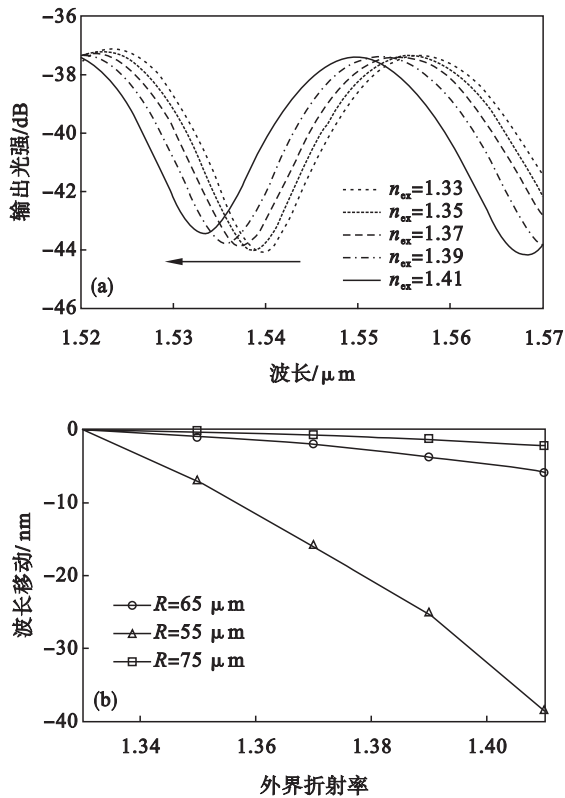 −36
−38
−40
−42
−44
−46
输出光强/dB
n_ex=1.33
n_ex=1.35
n_ex=1.37
n_ex=1.39
n_ex=1.41
(a)
1.52 1.53 1.54 1.55 1.56 1.57
波长/μm
0
−10
−20
−30
−40
波长移动/nm
R=65 μm
R=55 μm
R=75 μm
(b)
1.34 1.36 1.38 1.40
外界折射率